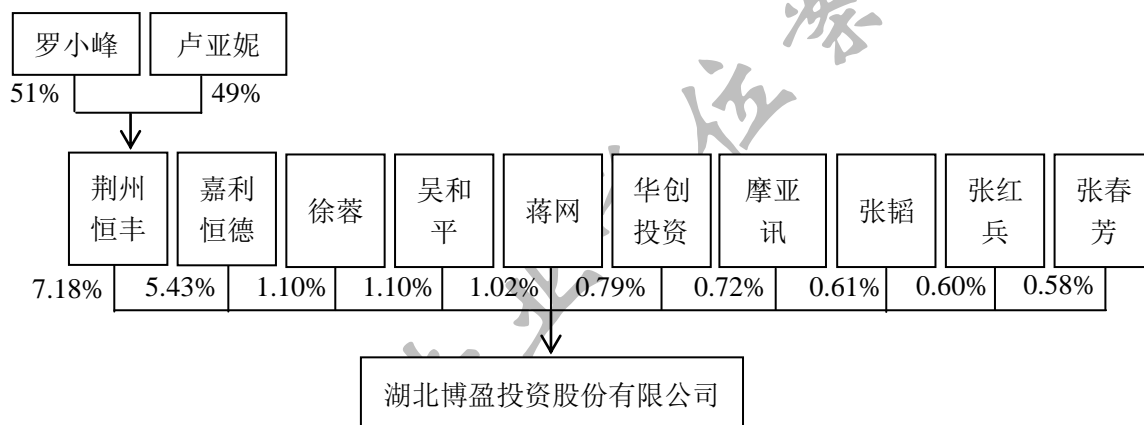 罗小峰
卢亚妮
51%
49%
荆州
恒丰
嘉利
恒德
徐蓉
吴和
平
蒋网
华创
投资
摩亚
讯
张韬
张红
兵
张春
芳
7.18%
5.43%
1.10%
1.10%
1.02%
0.79%
0.72%
0.61%
0.60%
0.58%
湖北博盈投资股份有限公司